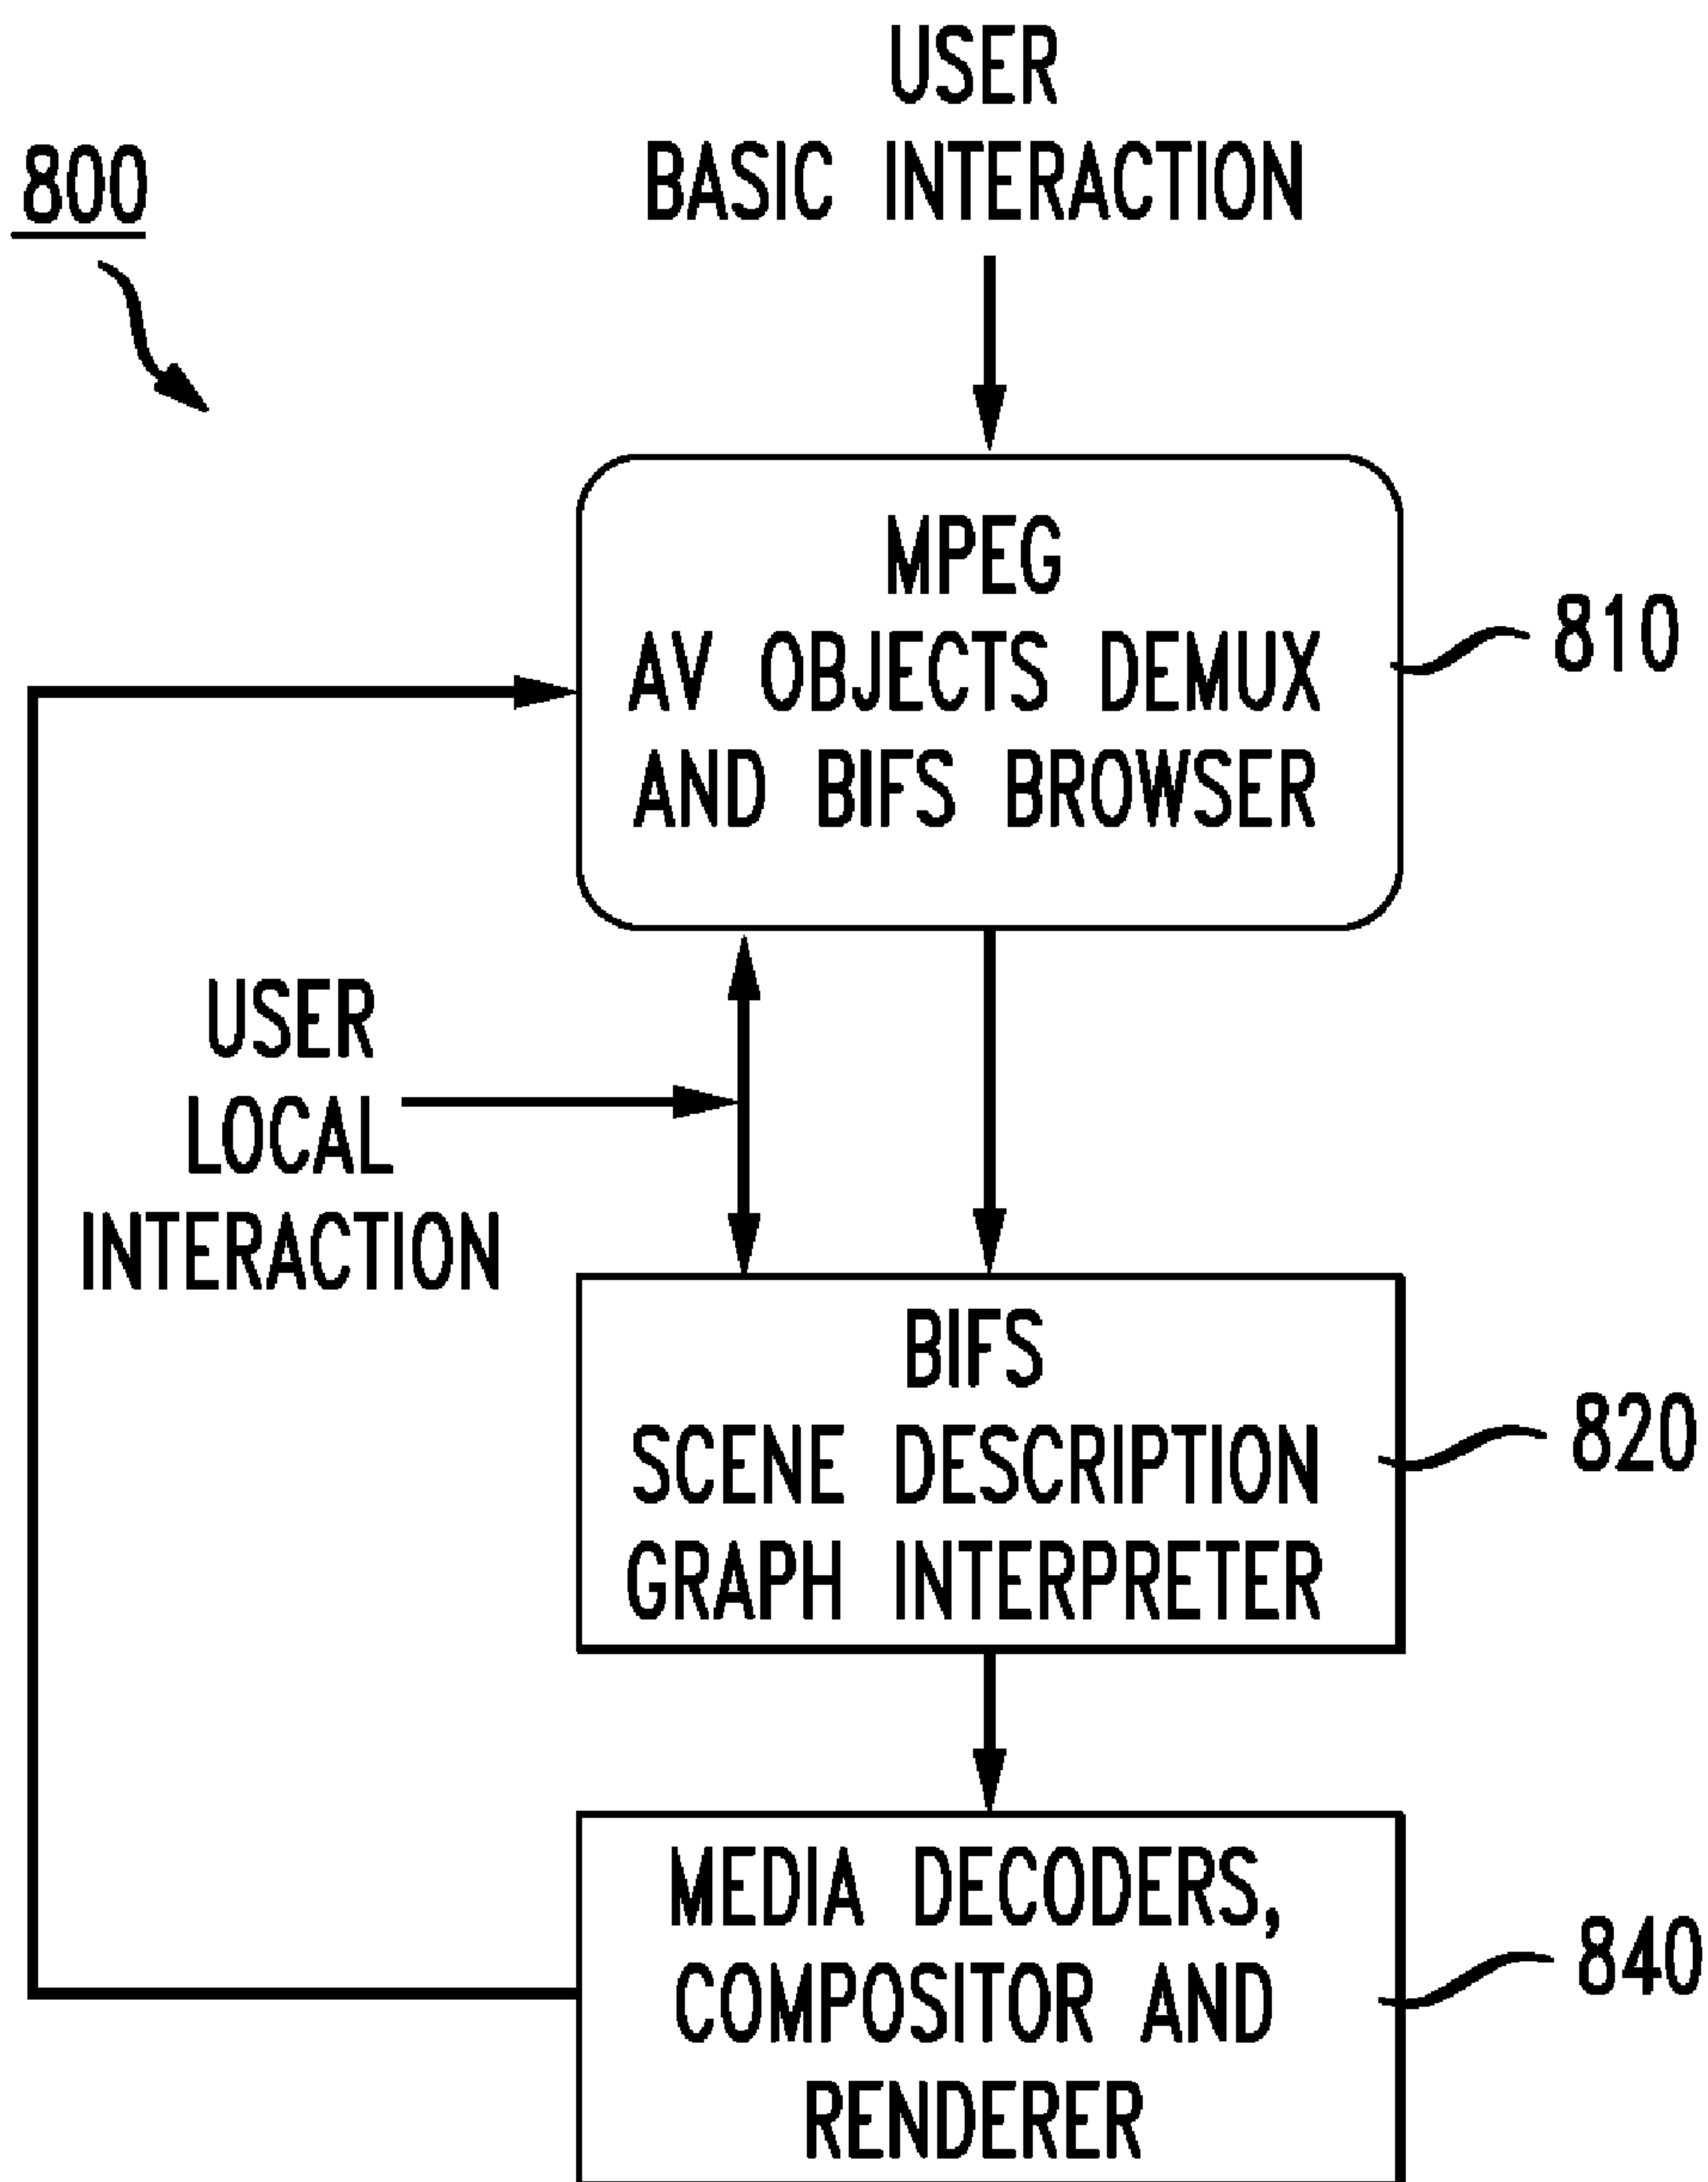 USER
BASIC INTERACTION
800
MPEG
AV OBJECTS DEMUX
AND BIFS BROWSER
810
USER
LOCAL
INTERACTION
BIFS
SCENE DESCRIPTION
GRAPH INTERPRETER
820
MEDIA DECODERS,
COMPOSITOR AND
RENDERER
840